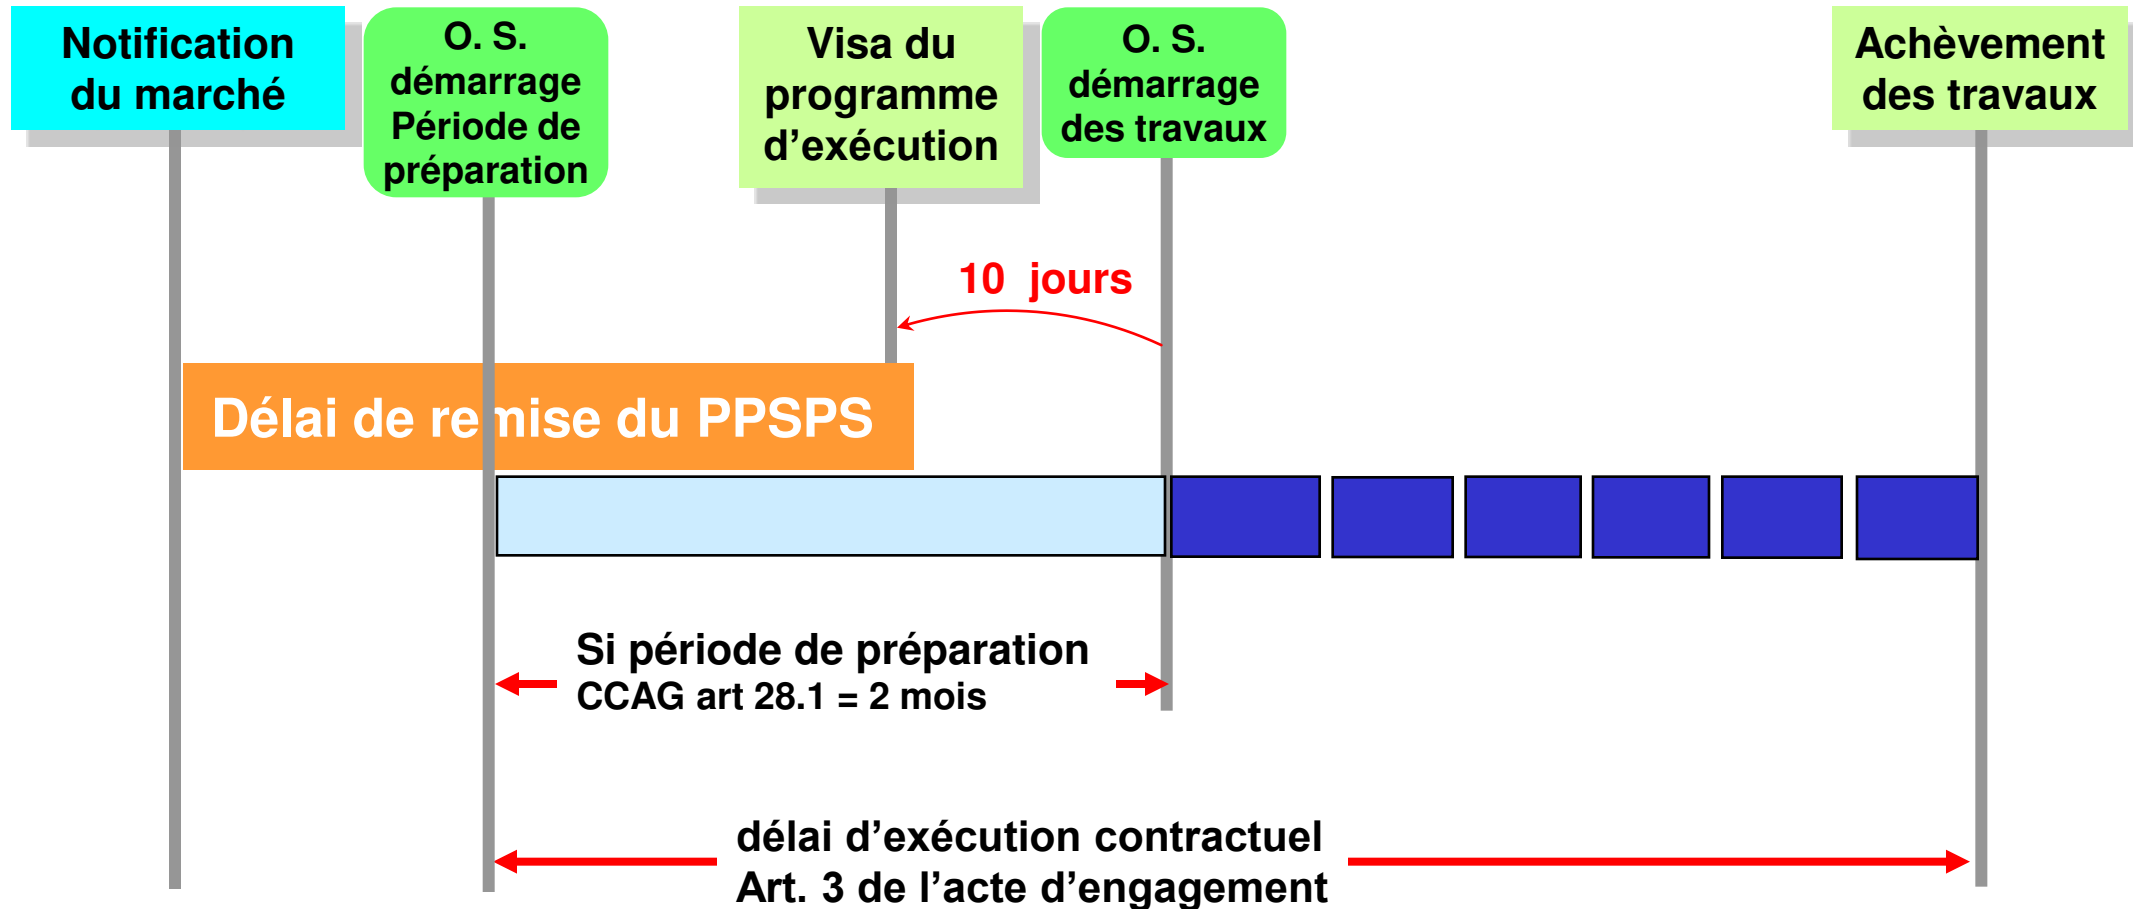 Notification
du marché
O. S.
démarrage
Période de
préparation
Visa du
programme
d’exécution
O. S.
démarrage
des travaux
Achèvement
des travaux
10 jours
Délai de remise du PPSPS
Si période de préparation
CCAG art 28.1 = 2 mois
délai d’exécution contractuel
Art. 3 de l’acte d’engagement